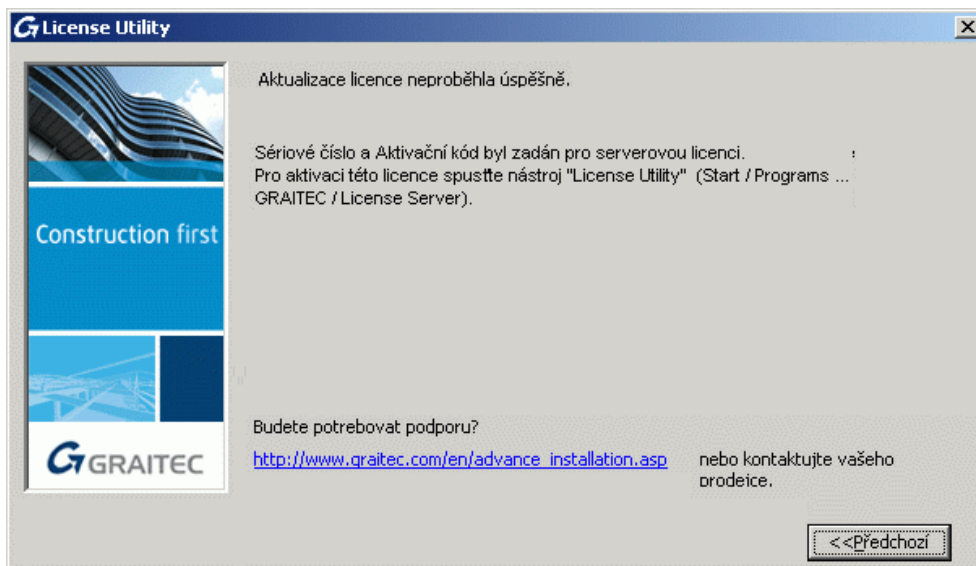 License Utility
Aktualizace licence neproběhla úspěšně.
Sériové číslo a Aktivační kód byl zadán pro serverovou licenci.
Pro aktivaci této licence spusťte nástroj "License Utility" (Start / Programs ...
GRAITEC / License Server).
Construction first
GRAITEC
Budete potrebovat podporu?
http://www.graitec.com/en/advance_installation.asp nebo kontaktujte vašeho
prodejce.
<<Předchozí